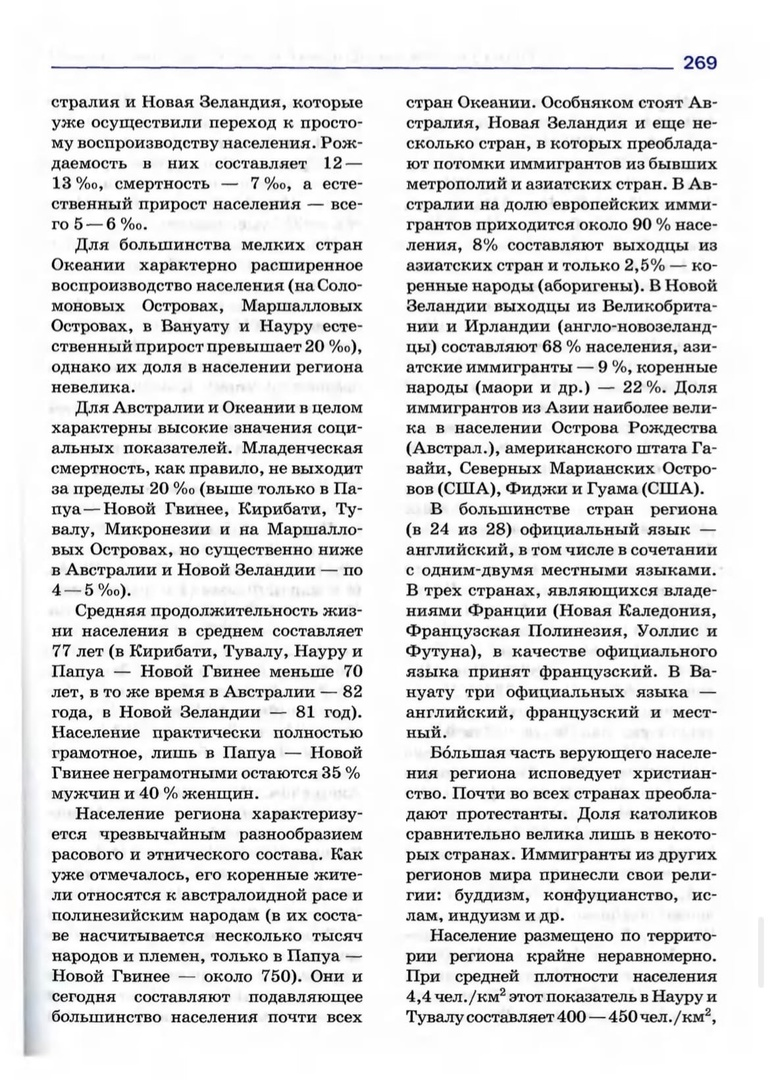 269
стралия и Новая Зеландия, которые
уже осуществили переход к просто-
му воспроизводству населения. Рож-
даемость в них составляет 12 —
13 ‰, смертность — 7 ‰, а есте-
ственный прирост населения — все-
го 5 — 6 ‰.
Для большинства мелких стран
Океании характерно расширенное
воспроизводство населения (на Соло-
моновых Островах, Маршалловых
Островах, в Вануату и Науру есте-
ственный прирост превышает 20 ‰),
однако их доля в населении региона
невелика.
Для Австралии и Океании в целом
характерны высокие значения соци-
альных показателей. Младенческая
смертность, как правило, не выходит
за пределы 20 ‰ (выше только в Па-
пуа — Новой Гвинее, Кирибати, Ту-
валу, Микронезии и на Маршалло-
вых Островах, но существенно ниже
в Австралии и Новой Зеландии — по
4 — 5 ‰).
Средняя продолжительность жиз-
ни населения в среднем составляет
77 лет (в Кирибати, Тувалу, Науру и
Папуа — Новой Гвинее меньше 70
лет, в то же время в Австралии — 82
года, в Новой Зеландии — 81 год).
Население практически полностью
грамотное, лишь в Папуа — Новой
Гвинее неграмотными остаются 35 %
мужчин и 40 % женщин.
Население региона характеризу-
ется чрезвычайным разнообразием
расового и этнического состава. Как
уже отмечалось, его коренные жите-
ли относятся к австралоидной расе и
полинезийским народам (в их соста-
ве насчитывается несколько тысяч
народов и племен, только в Папуа —
Новой Гвинее — около 750). Они и
сегодня составляют подавляющее
большинство населения почти всех
стран Океании. Особняком стоят Ав-
стралия, Новая Зеландия и еще не-
сколько стран, в которых преоблада-
ют потомки иммигрантов из бывших
метрополий и азиатских стран. В Ав-
стралии на долю европейских имми-
грантов приходится около 90 % насе-
ления, 8% составляют выходцы из
азиатских стран и только 2,5% — ко-
ренные народы (аборигены). В Новой
Зеландии выходцы из Великобрита-
нии и Ирландии (англо-новозеланд-
цы) составляют 68 % населения, ази-
атские иммигранты — 9 %, коренные
народы (маори и др.) — 22 %. Доля
иммигрантов из Азии наиболее вели-
ка в населении Острова Рождества
(Австрал.), американского штата Га-
вайи, Северных Марианских Остро-
вов (США), Фиджи и Гуама (США).
В большинстве стран региона
(в 24 из 28) официальный язык —
английский, в том числе в сочетании
с одним-двумя местными языками.
В трех странах, являющихся владе-
ниями Франции (Новая Каледония,
Французская Полинезия, Уоллис и
Футуна), в качестве официального
языка принят французский. В Ва-
нуату три официальных языка —
английский, французский и мест-
ный.
Бо́льшая часть верующего населе-
ния региона исповедует христиан-
ство. Почти во всех странах преобла-
дают протестанты. Доля католиков
сравнительно велика лишь в некото-
рых странах. Иммигранты из других
регионов мира принесли свои рели-
гии: буддизм, конфуцианство, ис-
лам, индуизм и др.
Население размещено по террито-
рии региона крайне неравномерно.
При средней плотности населения
4,4 чел./км² этот показатель в Науру и
Тувалу составляет 400 — 450 чел./км²,